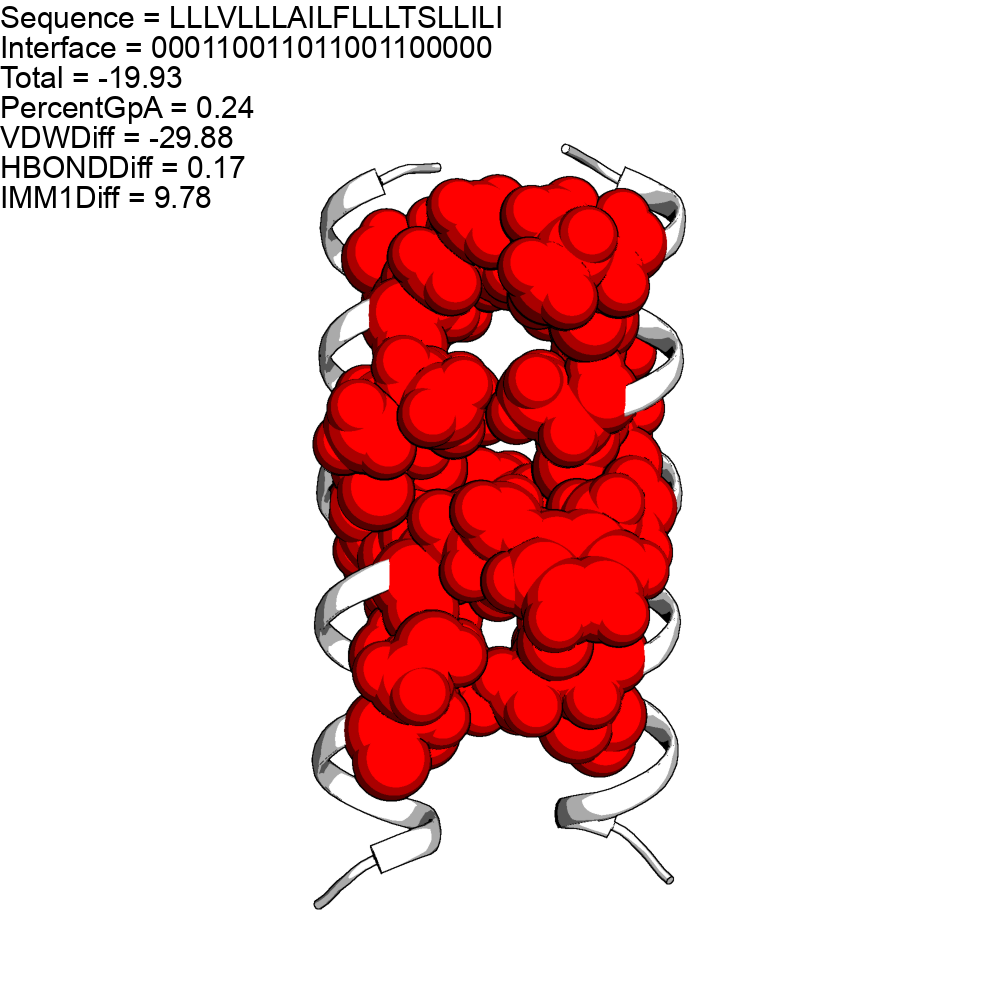 Sequence = LLLVLLLAILFLLLTSLLILI
Interface = 000110011011001100000
Total = -19.93
PercentGpA = 0.24
VDWDiff = -29.88
HBONDDiff = 0.17
IMM1Diff = 9.78